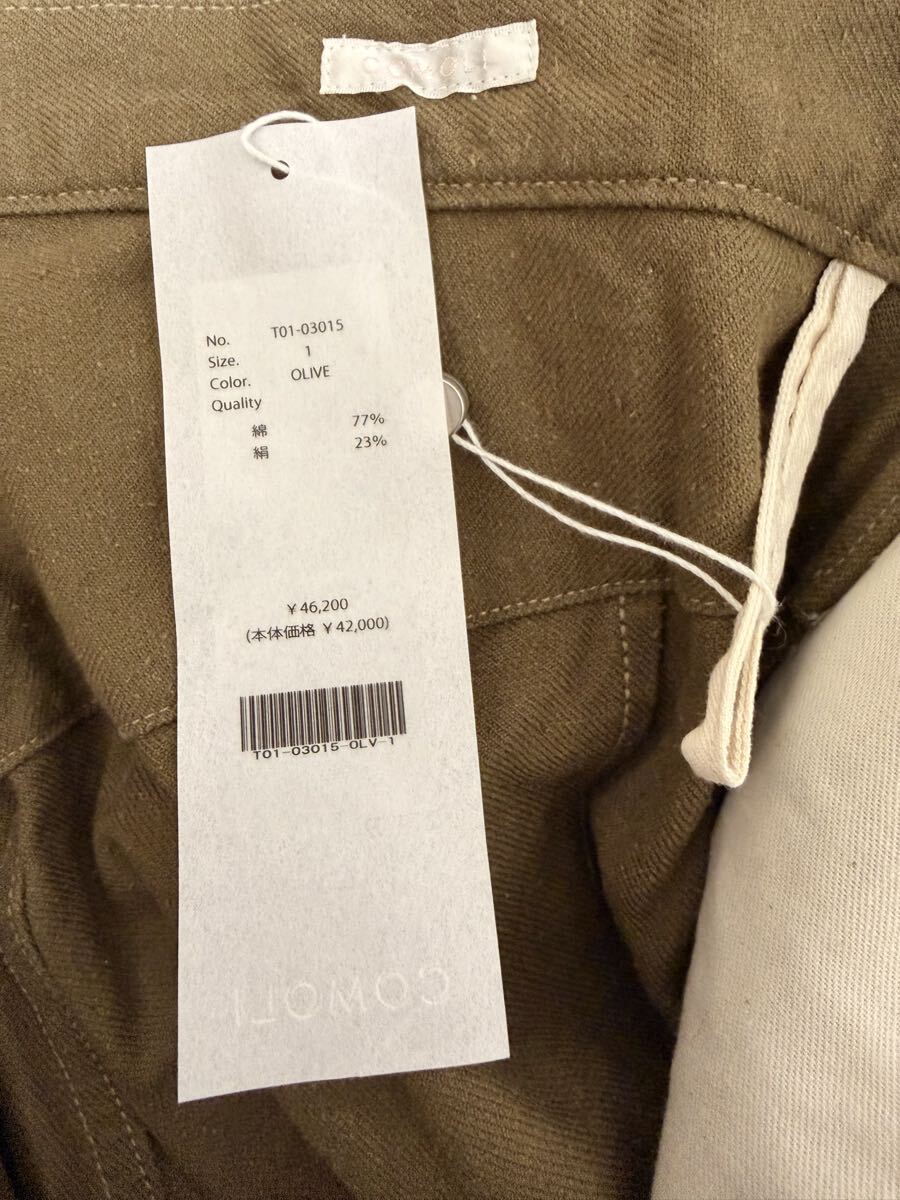 COMOLI
No. T01-03015
Size. 1
Color. OLIVE
Quality
綿 77%
絹 23%
￥46,200
(本体価格 ￥42,000)
T01-03015-OLV-1
COMOLI